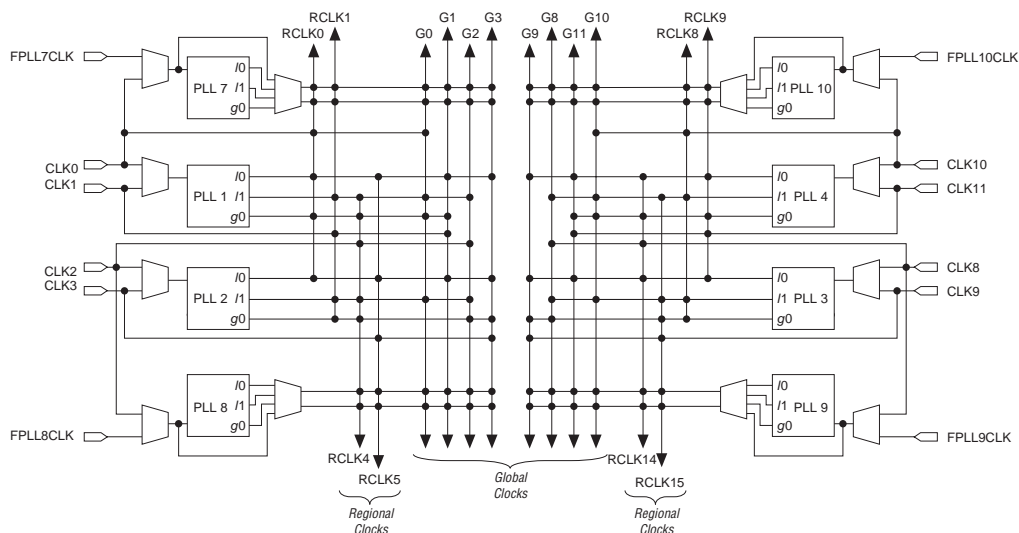 RCLK1 G1 G3 G8 G10 RCLK9
RCLK0 G0 G2 G9 G11 RCLK8
FPLL7CLK PLL 7 l0 l1 g0
l0 l1 g0 PLL 10 FPLL10CLK
CLK0
CLK1
PLL 1 l0 l1 g0
l0 l1 g0 PLL 4
CLK10
CLK11
CLK2
CLK3
PLL 2 l0 l1 g0
l0 l1 g0 PLL 3
CLK8
CLK9
PLL 8 l0 l1 g0
l0 l1 g0 PLL 9
FPLL8CLK FPLL9CLK
RCLK4 RCLK14
RCLK5 RCLK15
Global
Clocks
Regional
Clocks
Regional
Clocks